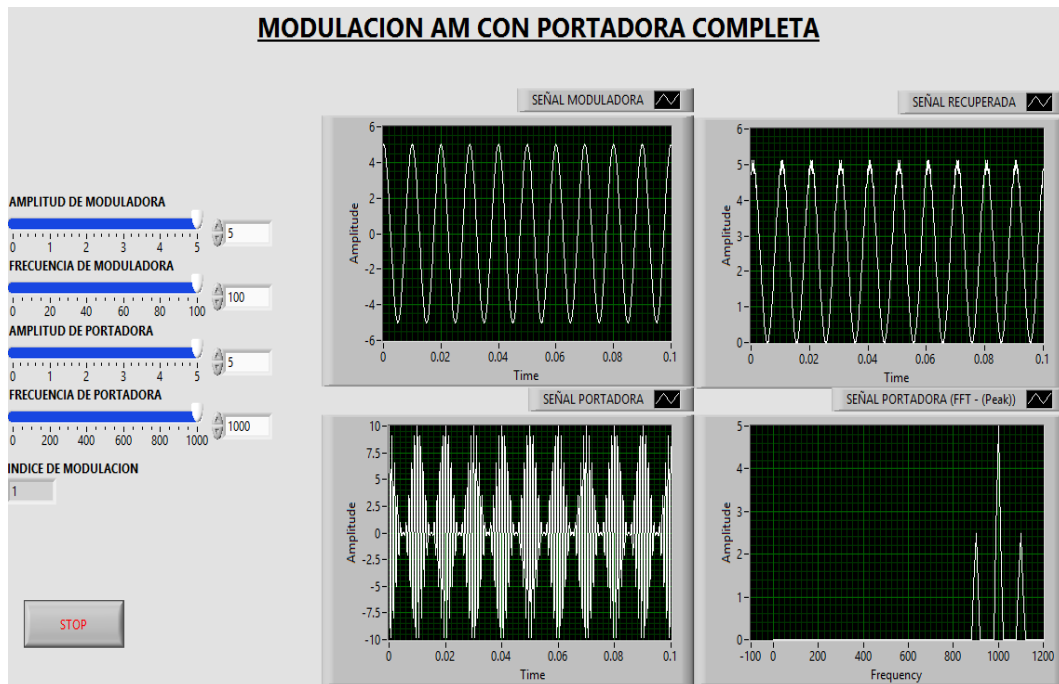 MODULACION AM CON PORTADORA COMPLETA
SEÑAL MODULADORA
Amplitude
6
4
2
0
-2
-4
-6
0 0.02 0.04 0.06 0.08 0.1
Time
SEÑAL RECUPERADA
Amplitude
6
5
4
3
2
1
0
0 0.02 0.04 0.06 0.08 0.1
Time
AMPLITUD DE MODULADORA
0 1 2 3 4 5
5
FRECUENCIA DE MODULADORA
0 20 40 60 80 100
100
AMPLITUD DE PORTADORA
0 1 2 3 4 5
5
FRECUENCIA DE PORTADORA
0 200 400 600 800 1000
1000
INDICE DE MODULACION
1
STOP
SEÑAL PORTADORA
Amplitude
10
7.5
5
2.5
0
-2.5
-5
-7.5
-10
0 0.02 0.04 0.06 0.08 0.1
Time
SEÑAL PORTADORA (FFT - (Peak))
Amplitude
5
4
3
2
1
0
-100 0 200 400 600 800 1000 1200
Frequency